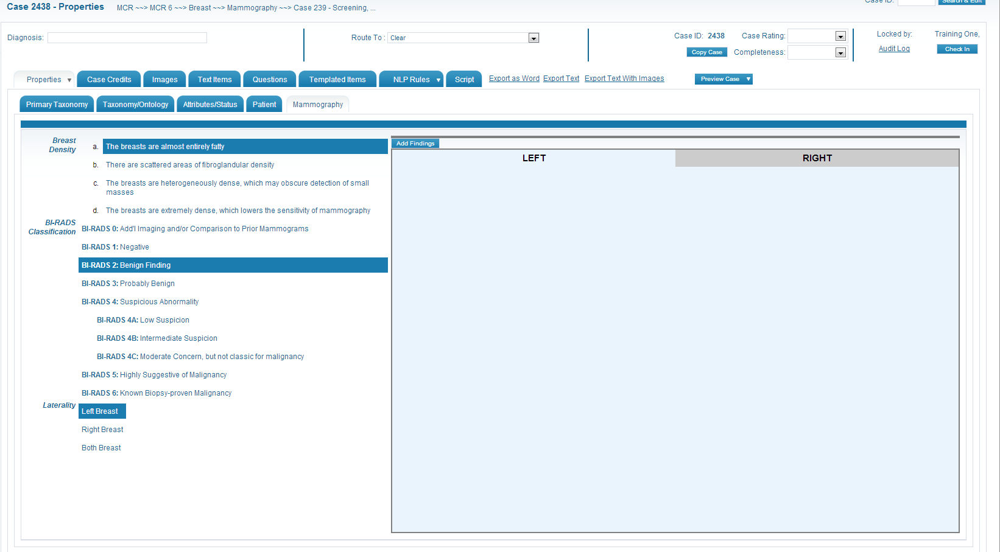 Case ID:
Search & Edit
Case 2438 - Properties MCR ~~> MCR 6 ~~> Breast ~~> Mammography ~~> Case 239 - Screening, ...
Diagnosis:
Route To : Clear
Case ID: 2438 Case Rating:
Copy Case Completeness:
Locked by: Training One,
Audit Log Check In
Properties Case Credits Images Text Items Questions Templated Items NLP Rules Script Export as Word Export Text Export Text With Images Preview Case
Primary Taxonomy Taxonomy/Ontology Attributes/Status Patient Mammography
Breast
Density
a. The breasts are almost entirely fatty
b. There are scattered areas of fibroglandular density
c. The breasts are heterogeneously dense, which may obscure detection of small
masses
d. The breasts are extremely dense, which lowers the sensitivity of mammography
BI-RADS
Classification
BI-RADS 0: Add'l Imaging and/or Comparison to Prior Mammograms
BI-RADS 1: Negative
BI-RADS 2: Benign Finding
BI-RADS 3: Probably Benign
BI-RADS 4: Suspicious Abnormality
BI-RADS 4A: Low Suspicion
BI-RADS 4B: Intermediate Suspicion
BI-RADS 4C: Moderate Concern, but not classic for malignancy
BI-RADS 5: Highly Suggestive of Malignancy
BI-RADS 6: Known Biopsy-proven Malignancy
Laterality
Left Breast
Right Breast
Both Breast
Add Findings
LEFT RIGHT